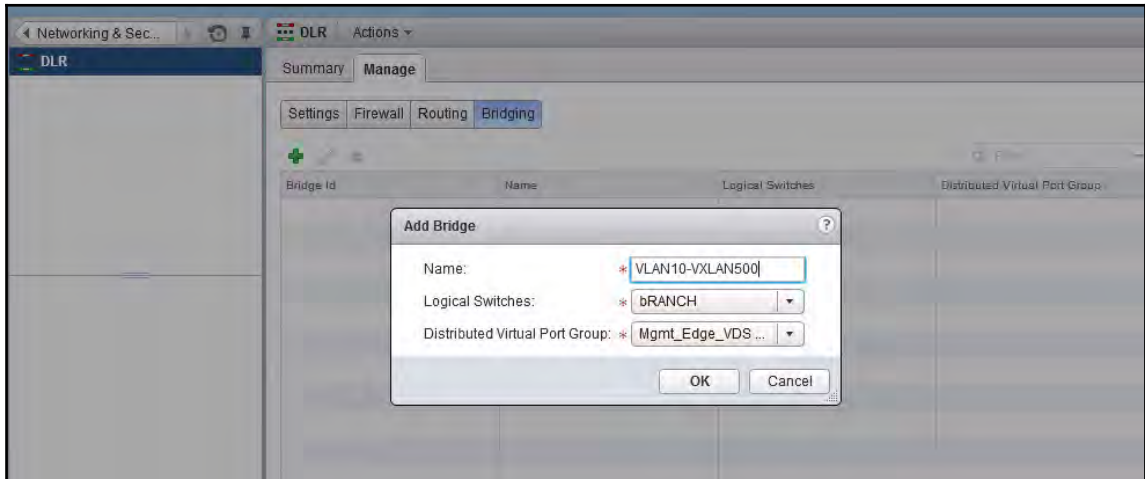 Networking & Sec...
DLR Actions
DLR
Summary Manage
Settings Firewall Routing Bridging
Filter
Bridge Id Name Logical Switches Distributed Virtual Port Group
Add Bridge ?
Name: * VLAN10-VXLAN500
Logical Switches: * bRANCH
Distributed Virtual Port Group: * Mgmt_Edge_VDS ...
OK Cancel